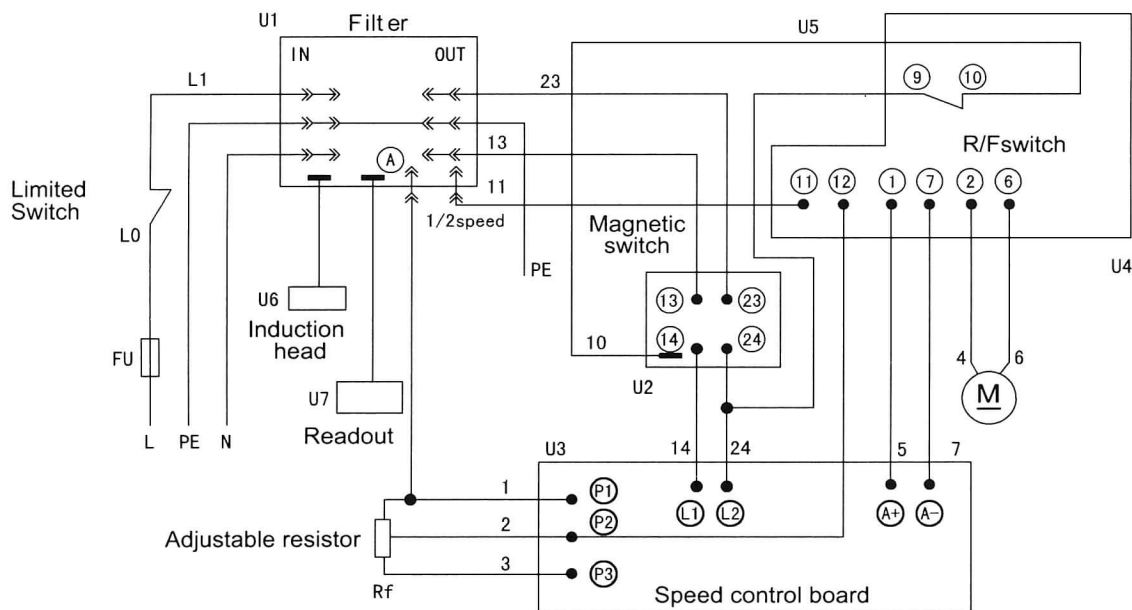 U1 Filter
U5
IN OUT
L1
23
9 10
13
A
R/Fswitch
11
11 12 1 7 2 6
Limited
Switch
1/2speed
Magnetic
switch
L0
PE
U4
U6
13 23
Induction
head
10
14 24
FU
4 6
U2
U7
M
Readout
L PE N
U3
14 24
5 7
1
P1
L1 L2
A+ A-
P2
2
Adjustable resistor
3
P3
Rf
Speed control board